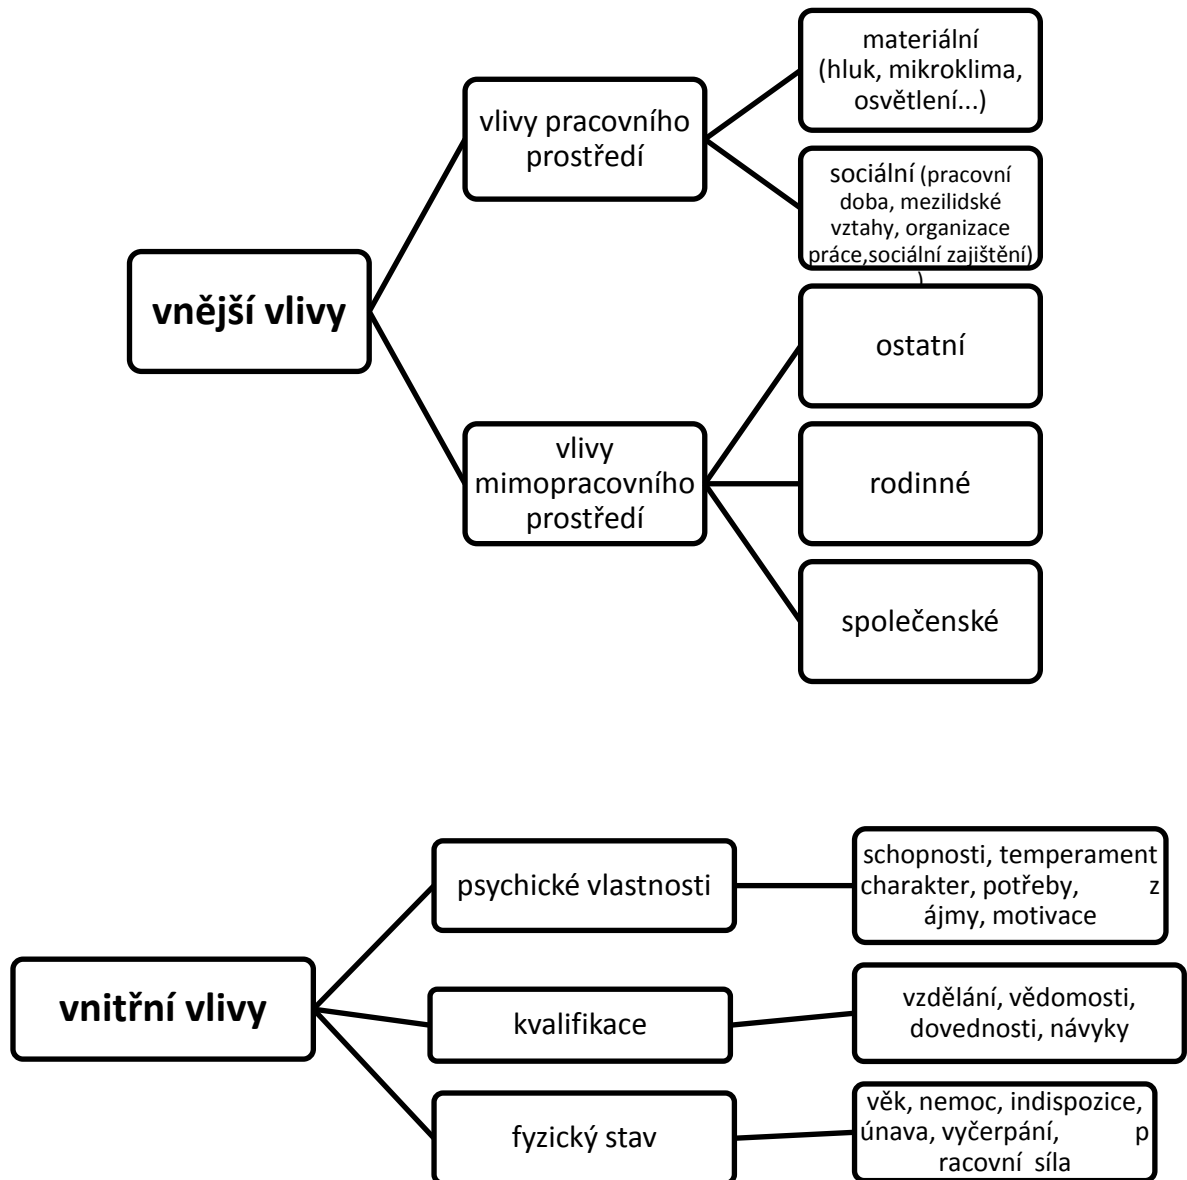 materiální
(hluk, mikroklima,
osvětlení...)
vlivy pracovního
prostředí
sociální (pracovní
doba, mezilidské
vztahy, organizace
práce,sociální zajištění)
)
vnější vlivy
ostatní
vlivy
mimopracovního
prostředí
rodinné
společenské
schopnosti, temperament
charakter, potřeby, z
ájmy, motivace
psychické vlastnosti
vnitřní vlivy
kvalifikace
vzdělání, vědomosti,
dovednosti, návyky
fyzický stav
věk, nemoc, indispozice,
únava, vyčerpání, p
racovní síla